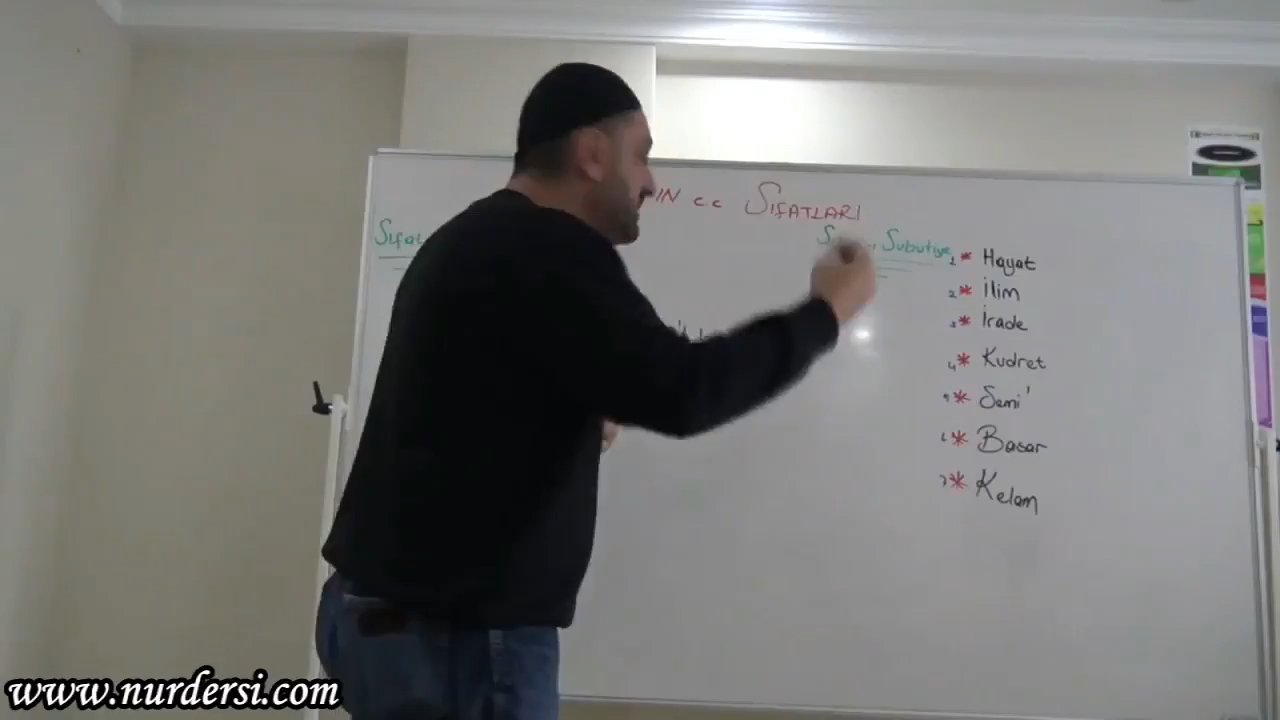 IN cc SIFATLARI
Sıfat
Subutiye
1 * Hayat
2 * İlim
3 * İrade
4 * Kudret
5 * Semi'
6 * Basar
7 * Kelam
www.nurdersi.com